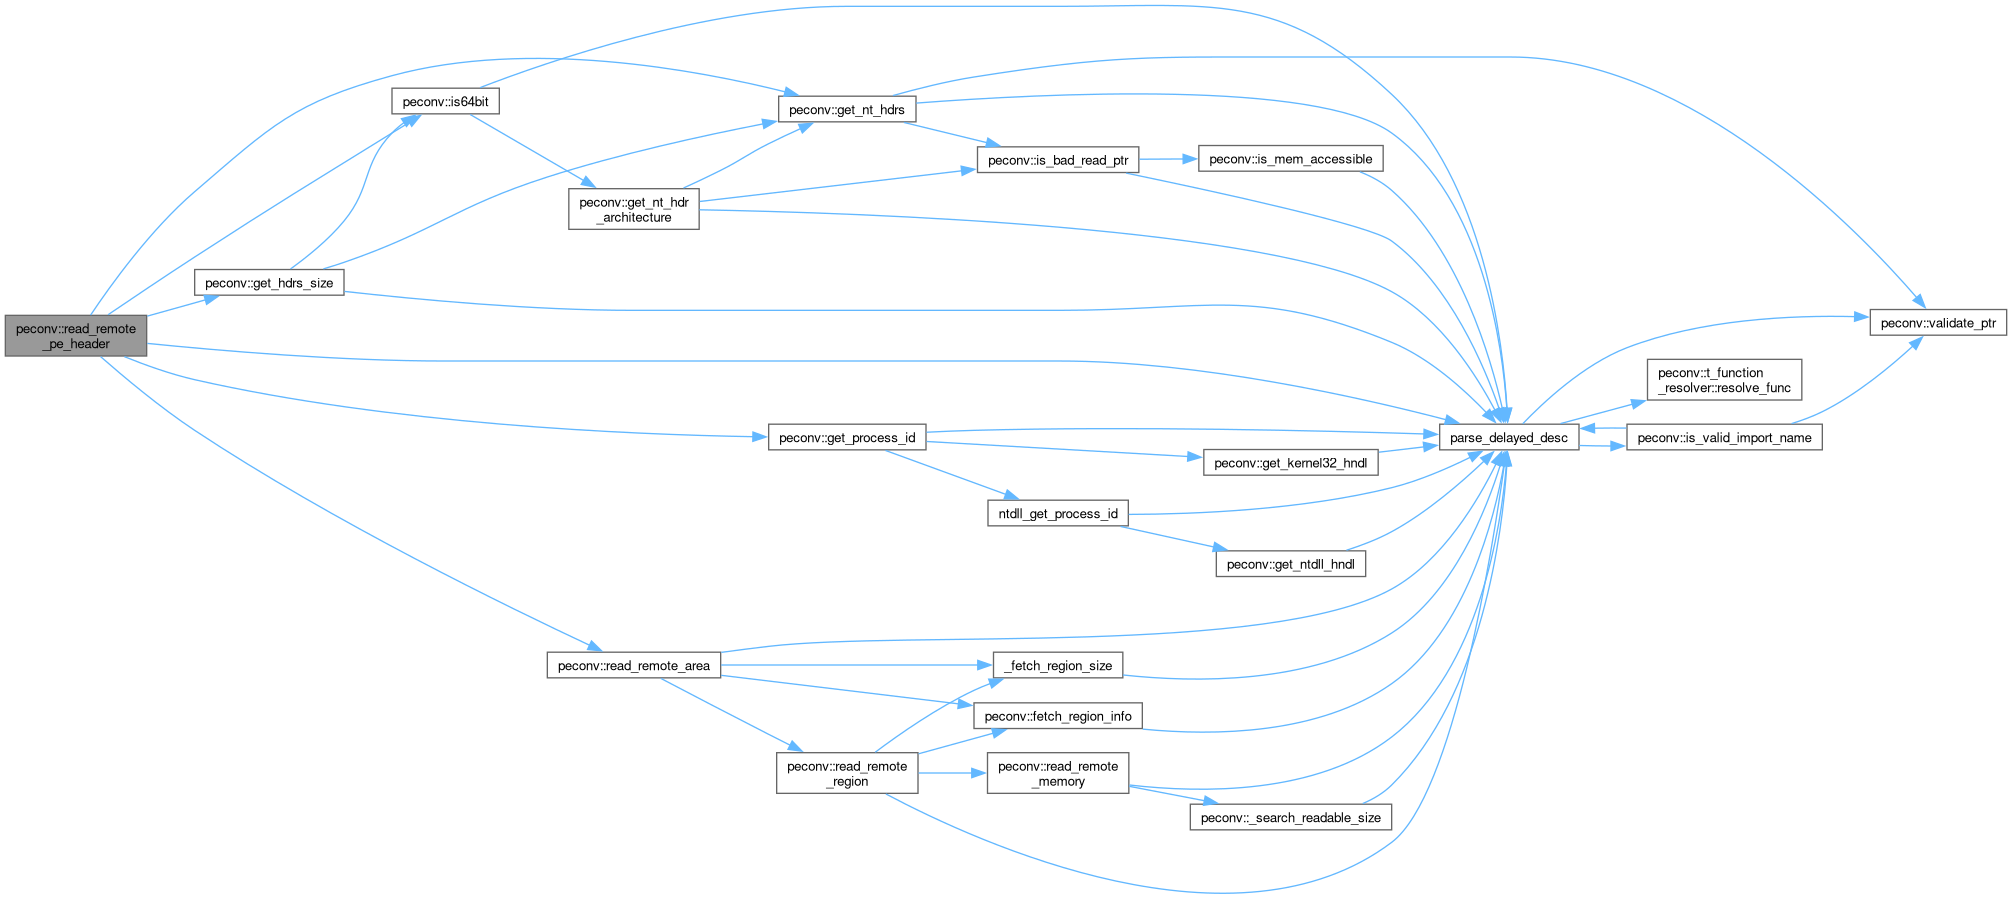 peconv::is64bit
peconv::get_nt_hdrs
peconv::is_bad_read_ptr
peconv::is_mem_accessible
peconv::get_nt_hdr
_architecture
peconv::get_hdrs_size
peconv::read_remote
_pe_header
peconv::validate_ptr
peconv::t_function
_resolver::resolve_func
peconv::get_process_id
parse_delayed_desc
peconv::is_valid_import_name
peconv::get_kernel32_hndl
ntdll_get_process_id
peconv::get_ntdll_hndl
peconv::read_remote_area
_fetch_region_size
peconv::fetch_region_info
peconv::read_remote
_region
peconv::read_remote
_memory
peconv::_search_readable_size